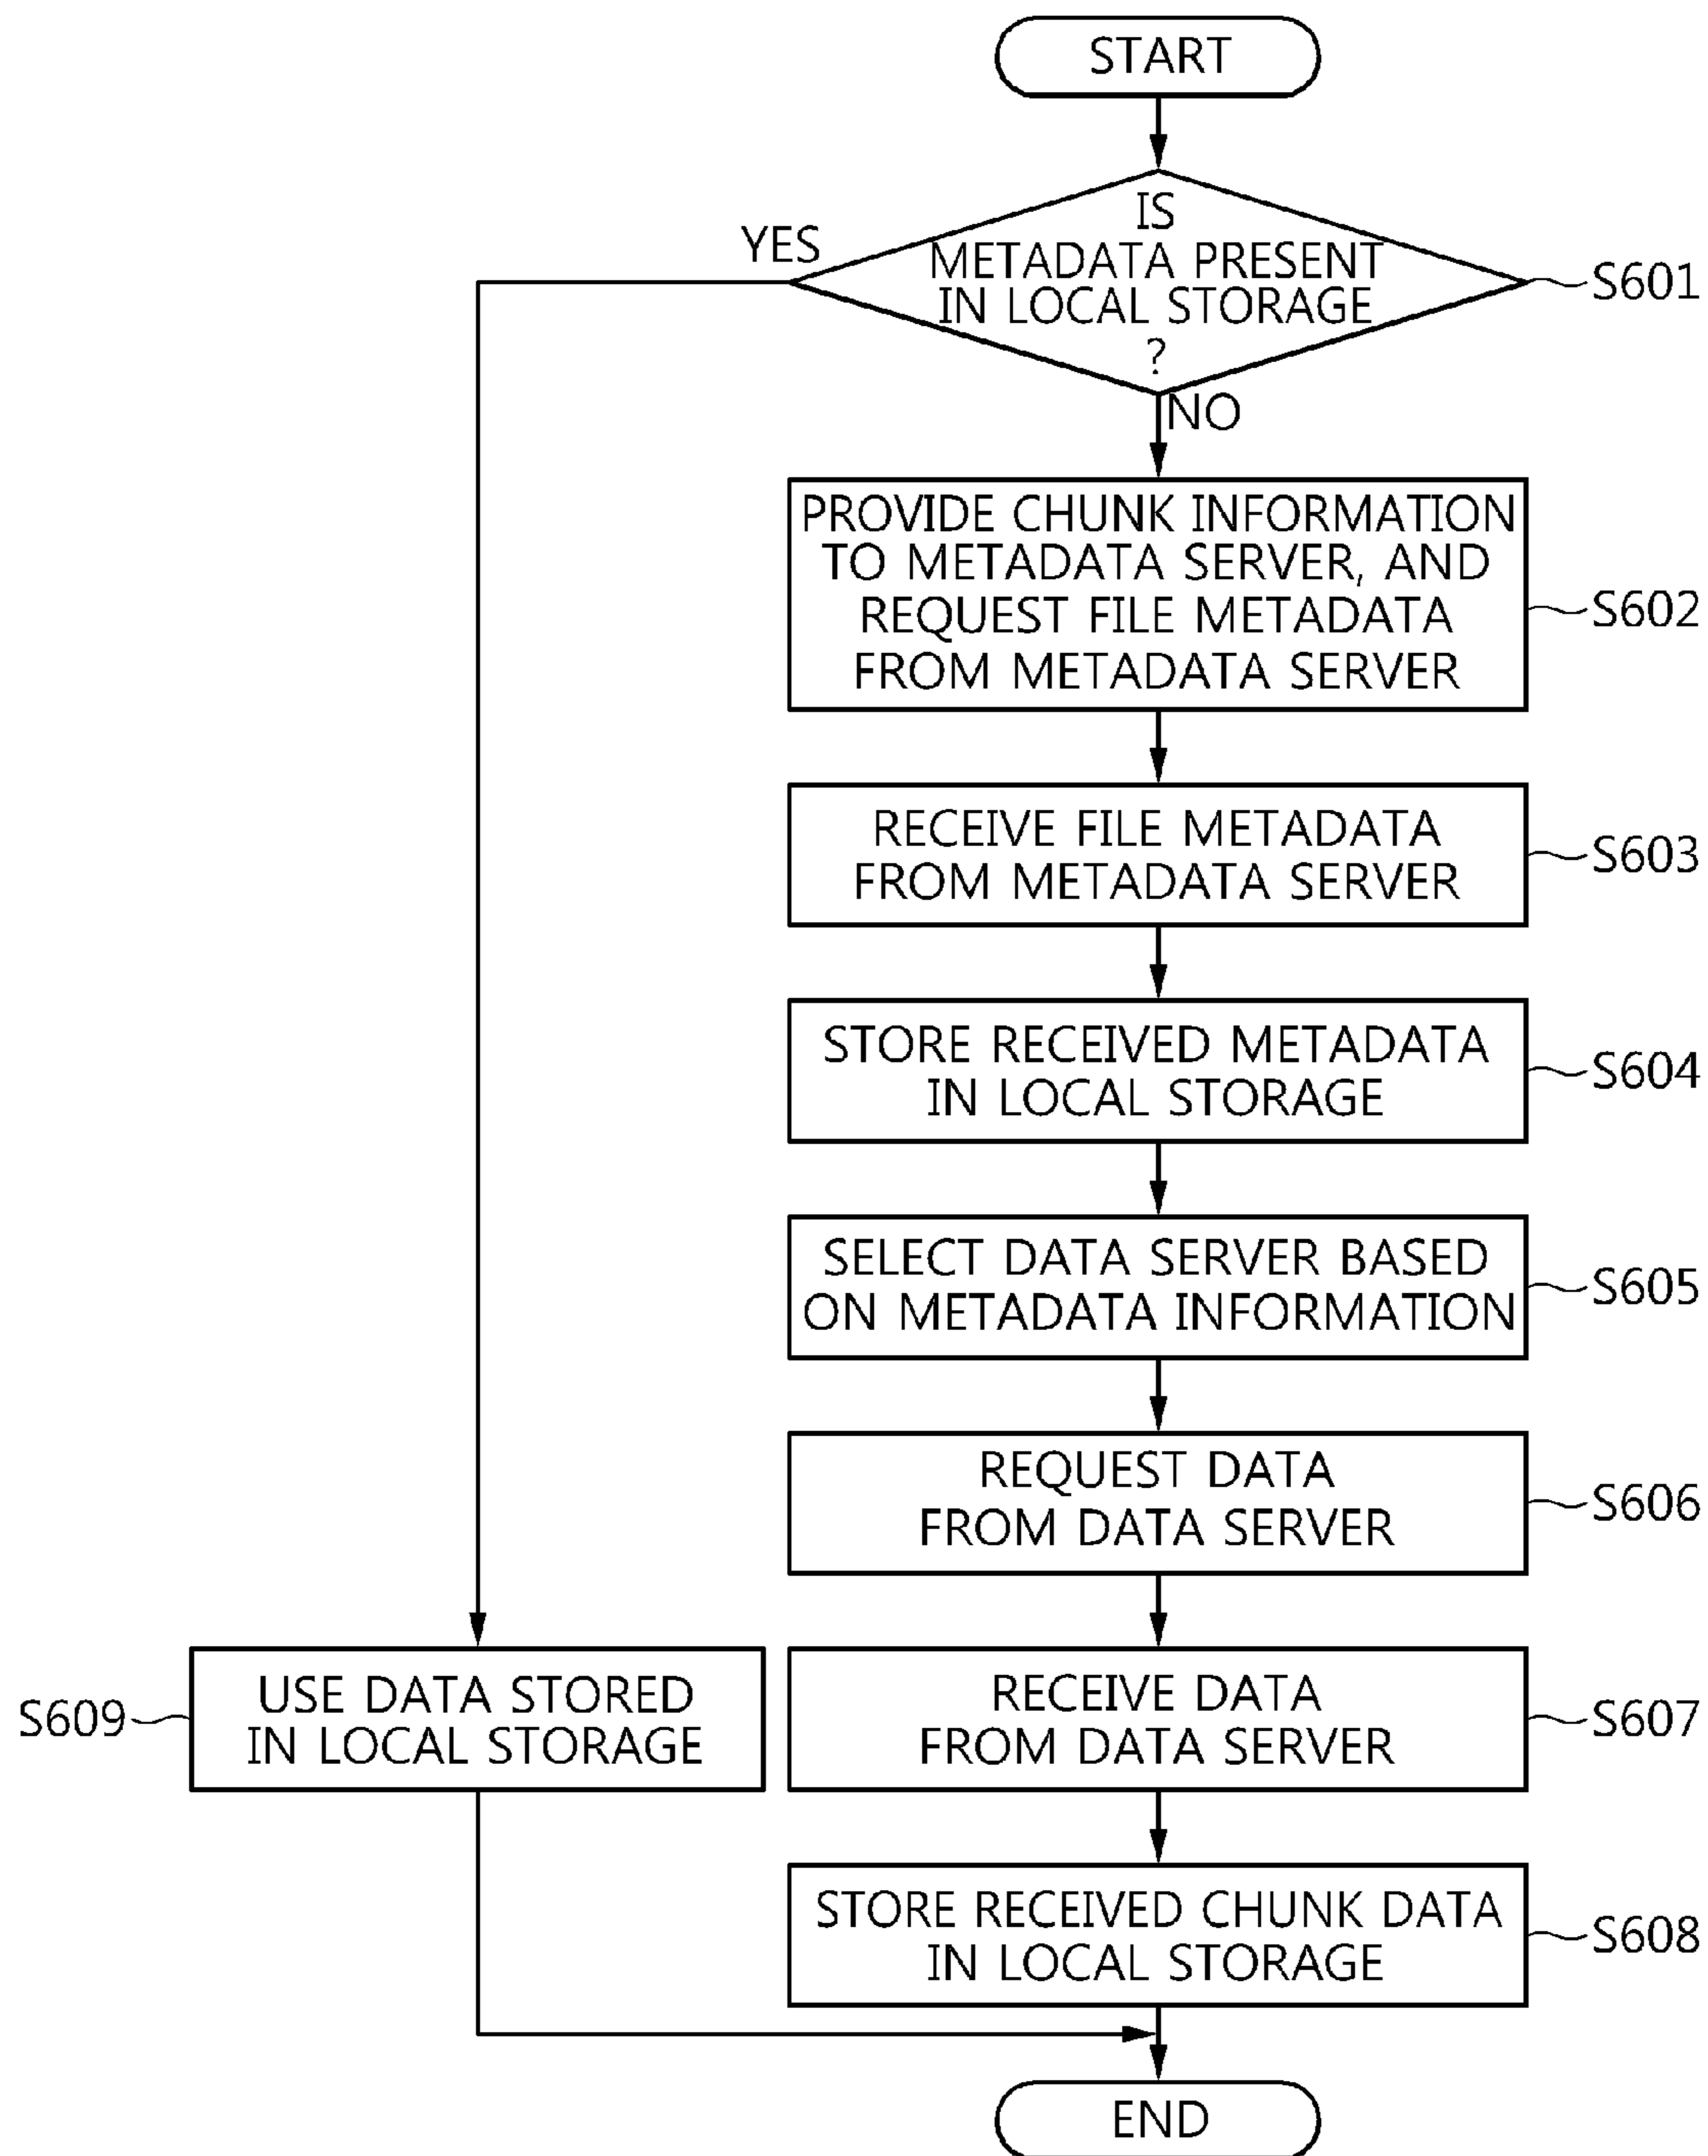 START
IS
METADATA PRESENT
IN LOCAL STORAGE
?
YES
S601
NO
PROVIDE CHUNK INFORMATION
TO METADATA SERVER, AND
REQUEST FILE METADATA
FROM METADATA SERVER
S602
RECEIVE FILE METADATA
FROM METADATA SERVER
S603
STORE RECEIVED METADATA
IN LOCAL STORAGE
S604
SELECT DATA SERVER BASED
ON METADATA INFORMATION
S605
REQUEST DATA
FROM DATA SERVER
S606
S609
USE DATA STORED
IN LOCAL STORAGE
RECEIVE DATA
FROM DATA SERVER
S607
STORE RECEIVED CHUNK DATA
IN LOCAL STORAGE
S608
END